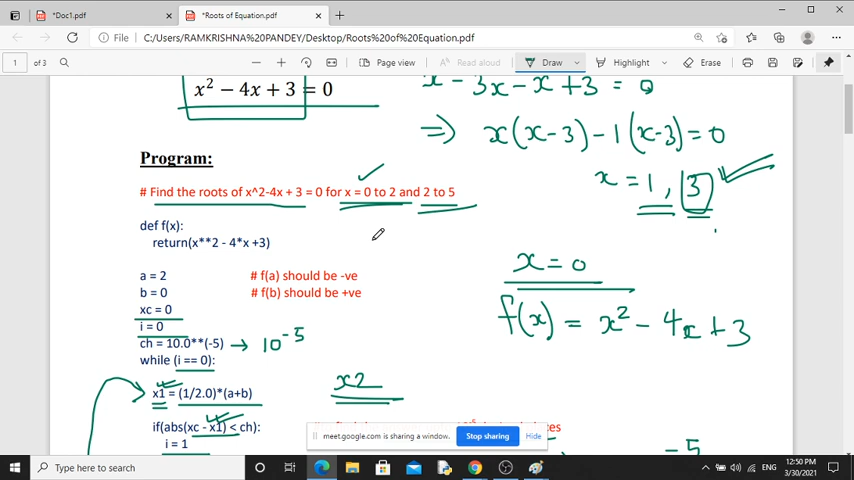 *Doc1.pdf
*Roots of Equation.pdf
File | C:/Users/RAMKRISHNA%20PANDEY/Desktop/Roots%20of%20Equation.pdf
1 of 3
Page view
Read aloud
Draw
Highlight
Erase
x² − 4x + 3 = 0
x - 3x - x + 3 = 0
⇒ x(x-3) - 1(x-3) = 0
x = 1, 3
Program:
# Find the roots of x^2-4x + 3 = 0 for x = 0 to 2 and 2 to 5
def f(x):
return(x**2 - 4*x +3)
x = 0
a = 2 # f(a) should be -ve
b = 0 # f(b) should be +ve
xc = 0
f(x) = x² - 4x + 3
i = 0
ch = 10.0**(-5) → 10⁻⁵
while (i == 0):
x2
x1 = (1/2.0)*(a+b)
if(abs(xc - x1) < ch):
i = 1
-5
meet.google.com is sharing a window.
Stop sharing
Hide
Type here to search
ENG
12:50 PM
3/30/2021